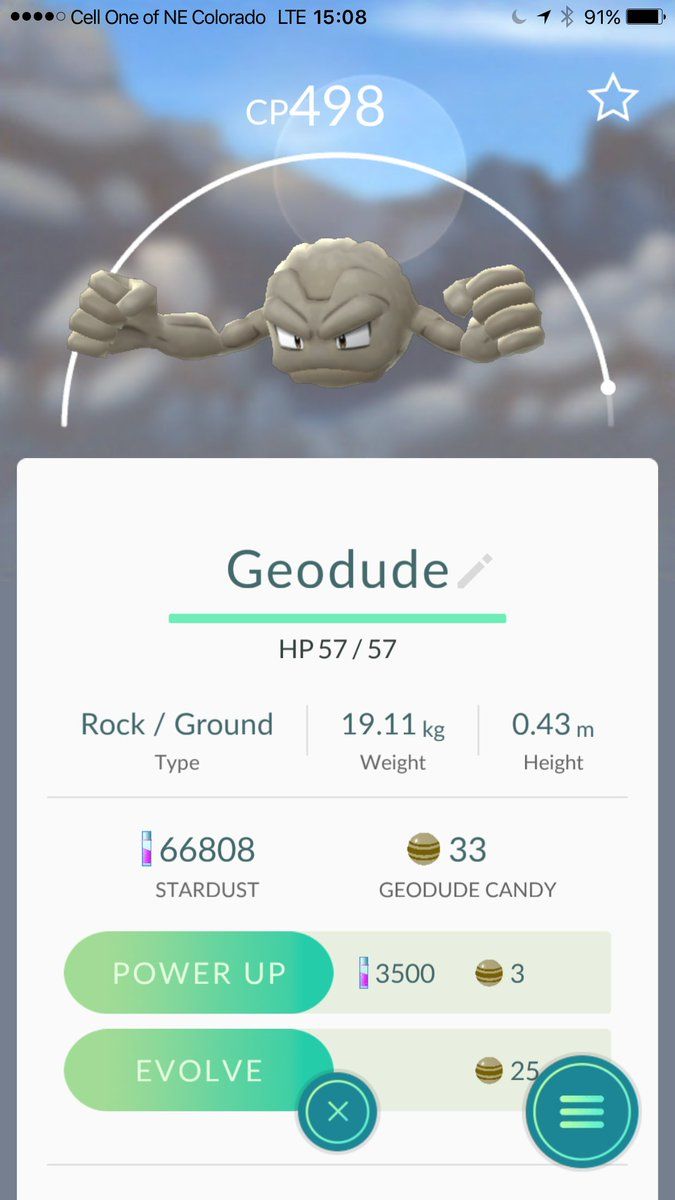 Cell One of NE Colorado LTE 15:08 91%
CP498
Geodude
HP 57 / 57
Rock / Ground 19.11 kg 0.43 m
Type Weight Height
66808 33
STARDUST GEODUDE CANDY
POWER UP 3500 3
EVOLVE 25